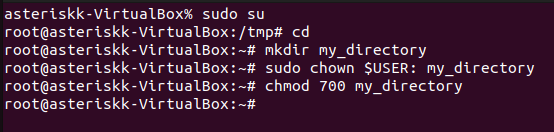 asteriskk-VirtualBox% sudo su
root@asteriskk-VirtualBox:/tmp# cd
root@asteriskk-VirtualBox:~# mkdir my_directory
root@asteriskk-VirtualBox:~# sudo chown $USER: my_directory
root@asteriskk-VirtualBox:~# chmod 700 my_directory
root@asteriskk-VirtualBox:~#